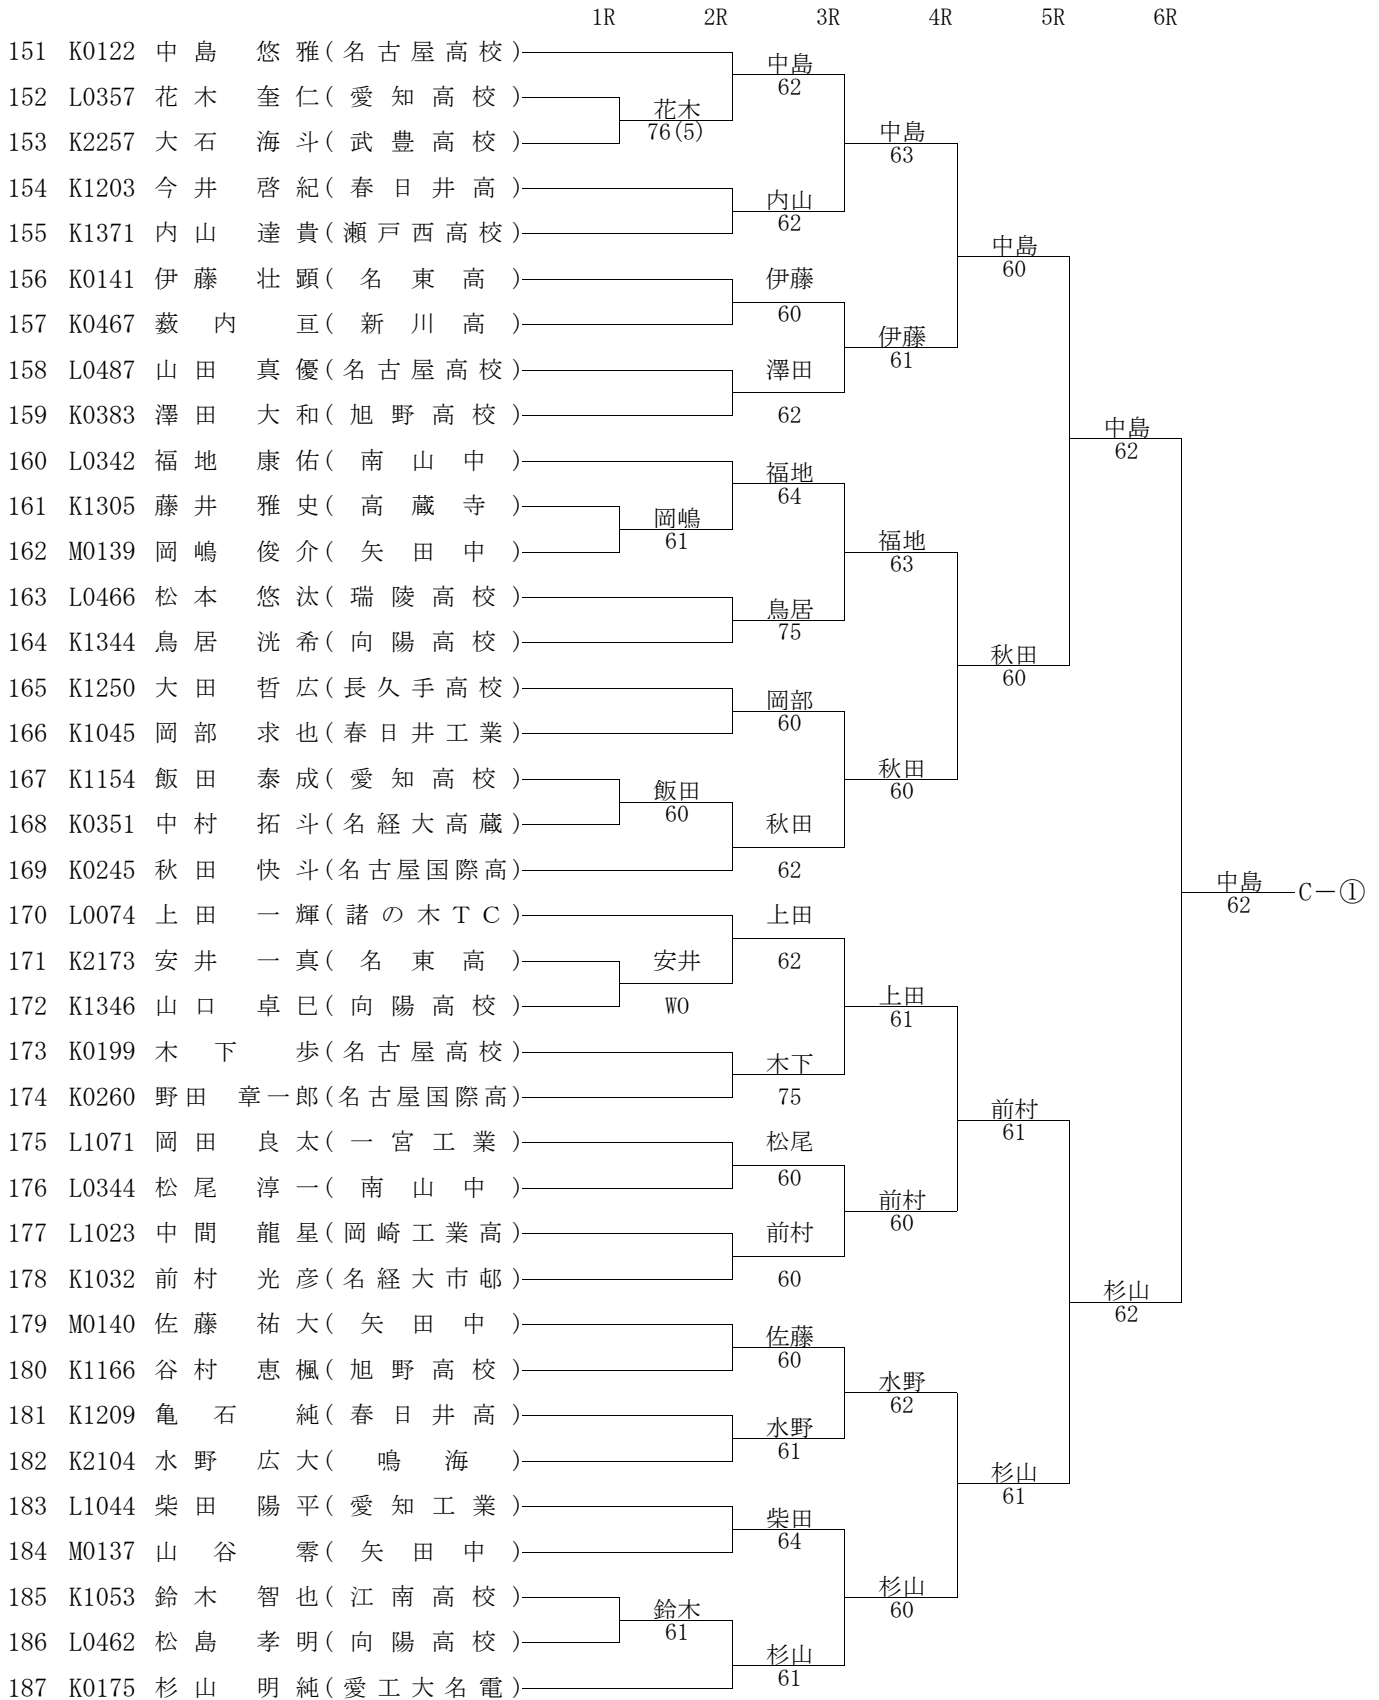 1R 2R 3R 4R 5R 6R
151 K0122 中島 悠雅(名古屋高校)
中島
62
152 L0357 花木 奎仁(愛知高校)
花木
76(5)
153 K2257 大石 海斗(武豊高校)
中島
63
154 K1203 今井 啓紀(春日井高)
内山
62
155 K1371 内山 達貴(瀬戸西高校)
中島
60
156 K0141 伊藤 壮顕(名東高) 伊藤
60
157 K0467 薮内 亘(新川高)
伊藤
61
158 L0487 山田 真優(名古屋高校) 澤田
159 K0383 澤田 大和(旭野高校) 62
中島
62
160 L0342 福地 康佑(南山中)
福地
64
161 K1305 藤井 雅史(高蔵寺)
岡嶋
61
162 M0139 岡嶋 俊介(矢田中)
福地
63
163 L0466 松本 悠汰(瑞陵高校)
鳥居
75
164 K1344 鳥居 洸希(向陽高校)
秋田
60
165 K1250 大田 哲広(長久手高校)
岡部
60
166 K1045 岡部 求也(春日井工業)
秋田
60
167 K1154 飯田 泰成(愛知高校)
飯田
60
168 K0351 中村 拓斗(名経大高蔵) 秋田
169 K0245 秋田 快斗(名古屋国際高) 62
中島
62
C－①
170 L0074 上田 一輝(諸の木TC) 上田
171 K2173 安井 一真(名東高) 安井 62
172 K1346 山口 卓巳(向陽高校) WO
上田
61
173 K0199 木下 歩(名古屋高校)
木下
174 K0260 野田 章一郎(名古屋国際高) 75
前村
61
175 L1071 岡田 良太(一宮工業) 松尾
60
176 L0344 松尾 淳一(南山中)
前村
60
177 L1023 中間 龍星(岡崎工業高) 前村
178 K1032 前村 光彦(名経大市邨) 60
杉山
62
179 M0140 佐藤 祐大(矢田中)
佐藤
60
180 K1166 谷村 恵楓(旭野高校)
水野
62
181 K1209 亀石 純(春日井高)
水野
61
182 K2104 水野 広大(鳴海)
杉山
61
183 L1044 柴田 陽平(愛知工業)
柴田
64
184 M0137 山谷 零(矢田中)
杉山
60
185 K1053 鈴木 智也(江南高校)
鈴木
61
186 L0462 松島 孝明(向陽高校)
杉山
61
187 K0175 杉山 明純(愛工大名電)